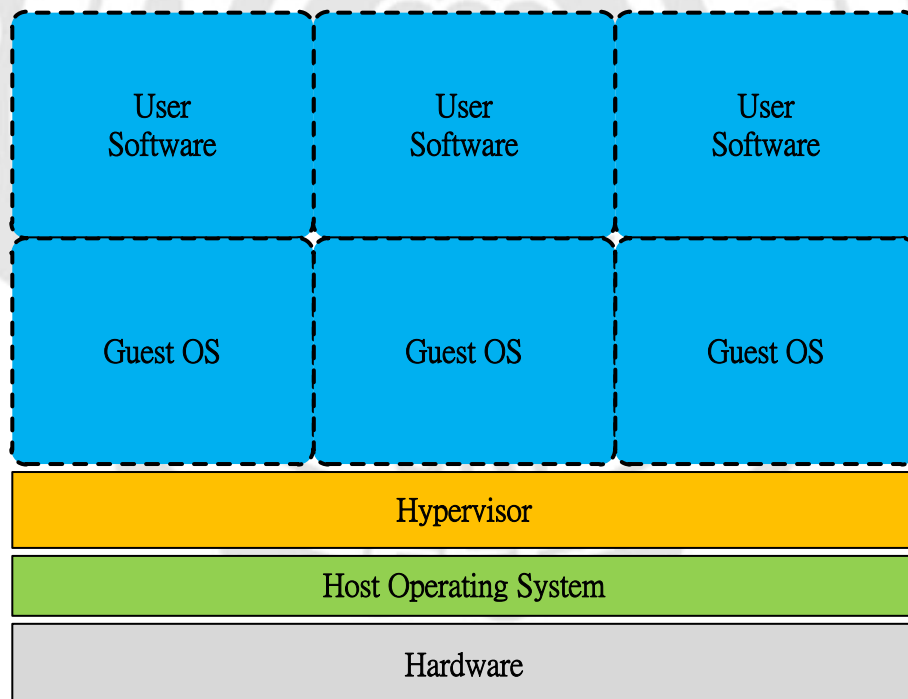 User
Software
User
Software
User
Software
Guest OS
Guest OS
Guest OS
Hypervisor
Host Operating System
Hardware